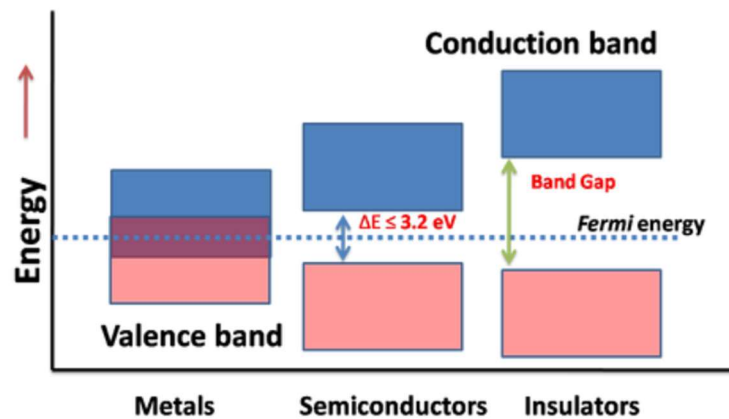 Conduction band
Energy
Band Gap
ΔE ≤ 3.2 eV
Fermi energy
Valence band
Metals
Semiconductors
Insulators